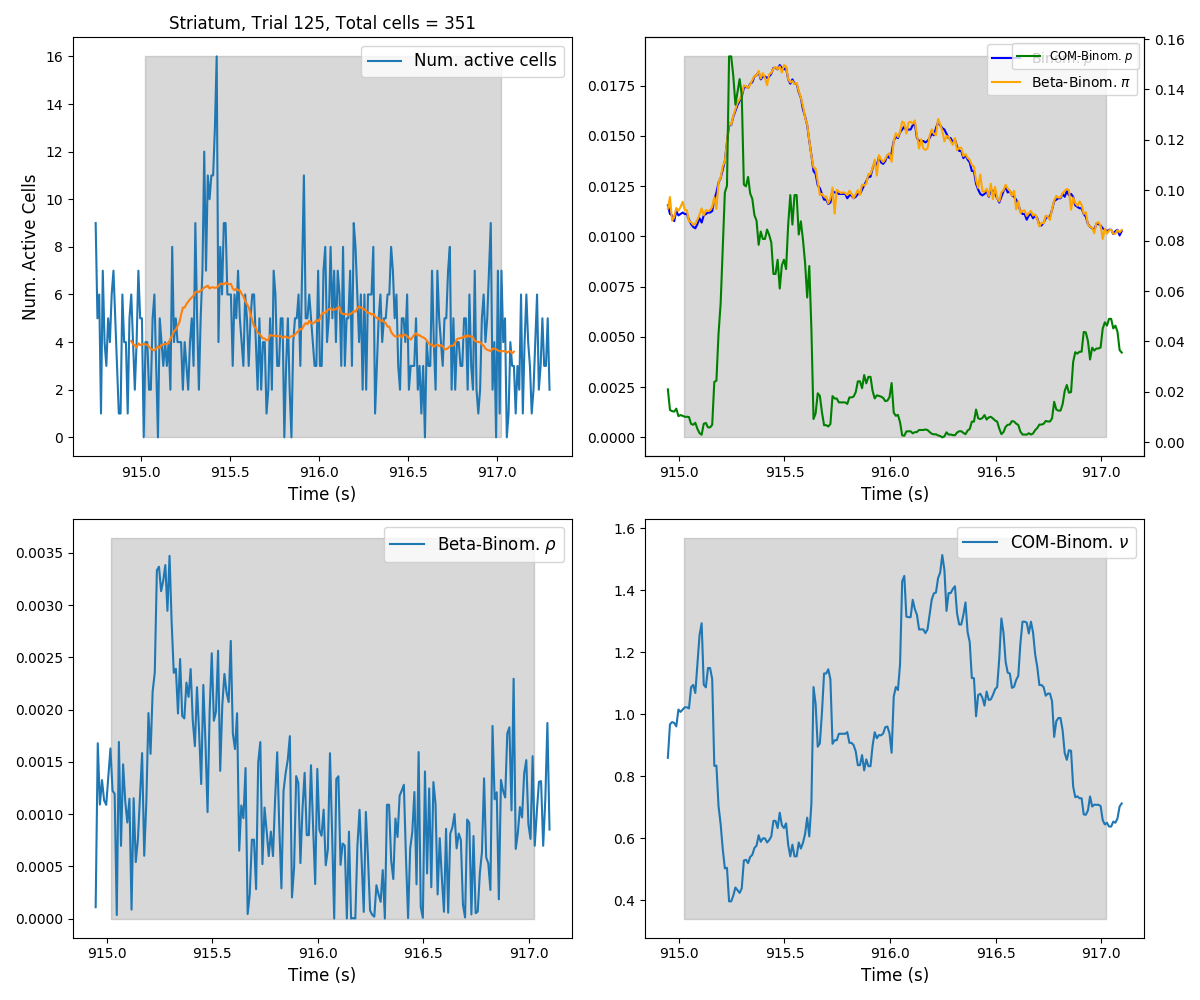 Striatum, Trial 125, Total cells = 351
Num. Active Cells
16
14
12
10
8
6
4
2
0
Num. active cells
915.0 915.5 916.0 916.5 917.0
Time (s)
0.0175
0.0150
0.0125
0.0100
0.0075
0.0050
0.0025
0.0000
COM-Binom. p
Beta-Binom. π
0.16
0.14
0.12
0.10
0.08
0.06
0.04
0.02
0.00
915.0 915.5 916.0 916.5 917.0
Time (s)
0.0035
0.0030
0.0025
0.0020
0.0015
0.0010
0.0005
0.0000
Beta-Binom. ρ
915.0 915.5 916.0 916.5 917.0
Time (s)
1.6
1.4
1.2
1.0
0.8
0.6
0.4
COM-Binom. ν
915.0 915.5 916.0 916.5 917.0
Time (s)